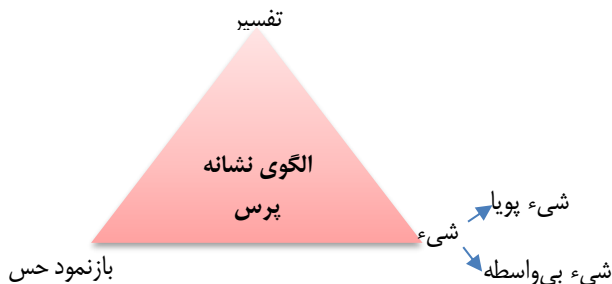 تفسیر
الگوی نشانه
پرس
شیء پویا
شیء
بازنمود حس
شیء بی‌واسطه